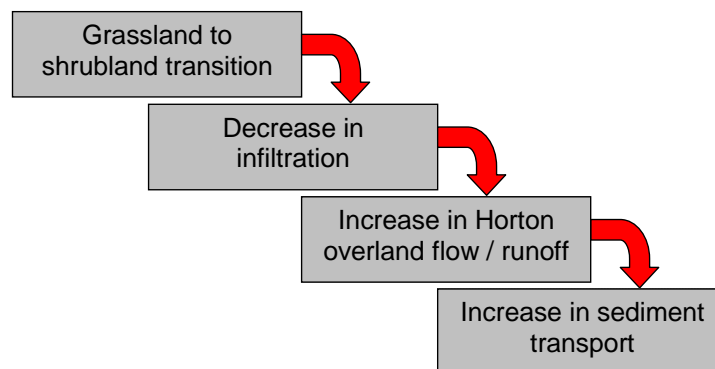 Grassland to
shrubland transition
Decrease in
infiltration
Increase in Horton
overland flow / runoff
Increase in sediment
transport